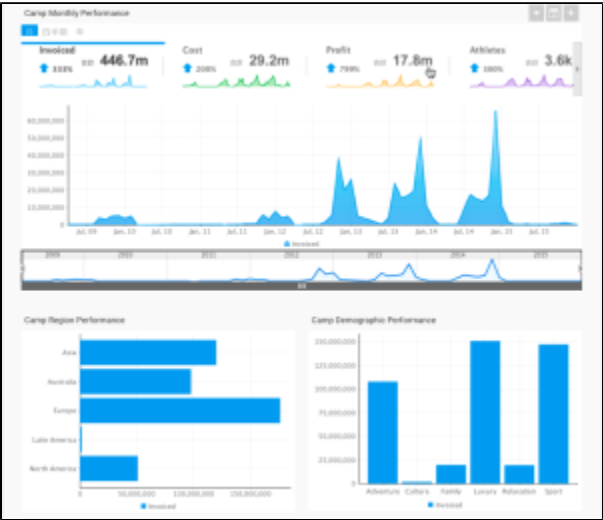 Camp Monthly Performance
Invoiced Cost Profit Athletes
446.7m 29.2m 17.8m 3.6k
333% 200% 799% 300%
60,000,000
50,000,000
40,000,000
30,000,000
20,000,000
10,000,000
0
Jul, 09 Jan, 10 Jul, 10 Jan, 11 Jul, 11 Jan, 12 Jul, 12 Jan, 13 Jul, 13 Jan, 14 Jul, 14 Jan, 15 Jul, 15
Invoiced
2009 2010 2011 2012 2013 2014 2015
Camp Region Performance
Asia
Australia
Europe
Latin America
North America
0 50,000,000 100,000,000 150,000,000
Invoiced
Camp Demographic Performance
150,000,000
125,000,000
100,000,000
75,000,000
50,000,000
25,000,000
Adventure Culture Family Luxury Relaxation Sport
Invoiced